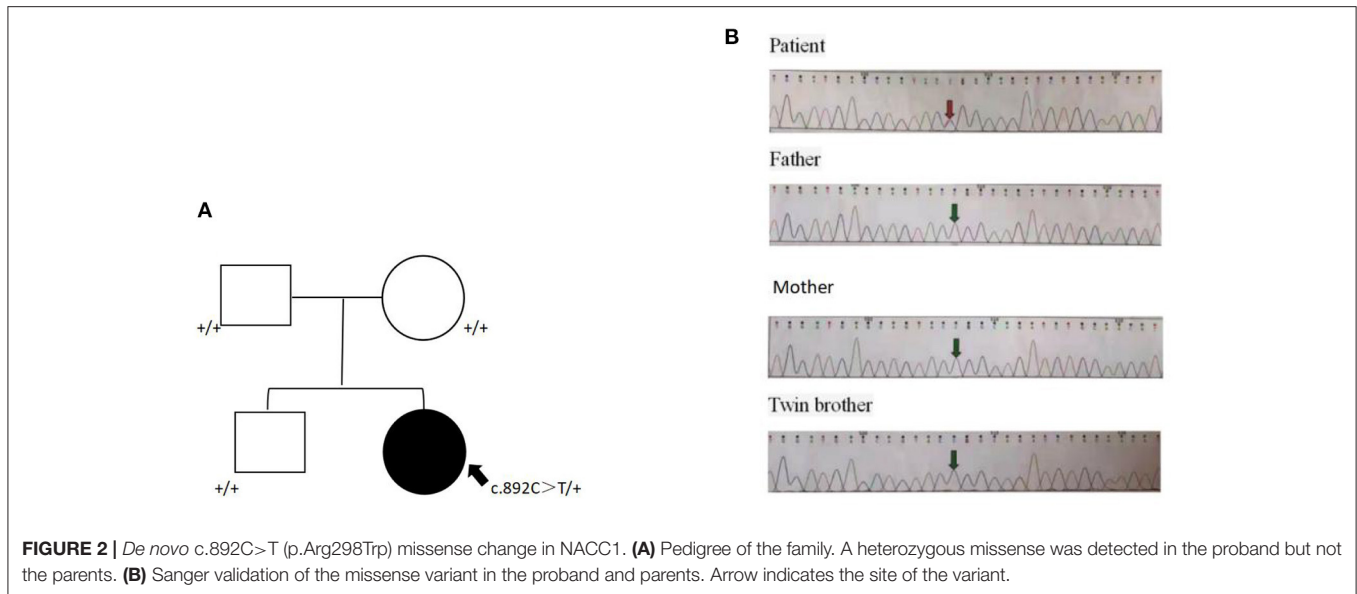 A
+/+
+/+
+/+
c.892C>T/+
B
Patient
Father
Mother
Twin brother
FIGURE 2 | De novo c.892C>T (p.Arg298Trp) missense change in NACC1. (A) Pedigree of the family. A heterozygous missense was detected in the proband but not
the parents. (B) Sanger validation of the missense variant in the proband and parents. Arrow indicates the site of the variant.